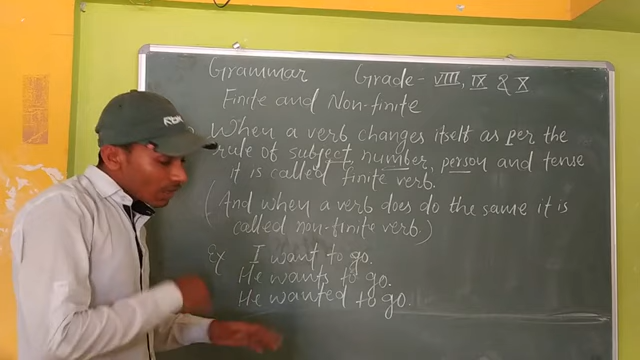 Grammar Grade- VIII, IX & X
Finite and Non-finite
When a verb changes itself as per the
rule of subject, number, person and tense
it is called finite verb.
(And when a verb does do the same it is
called non-finite verb.)
Ex I want to go.
He wants to go.
He wanted to go.